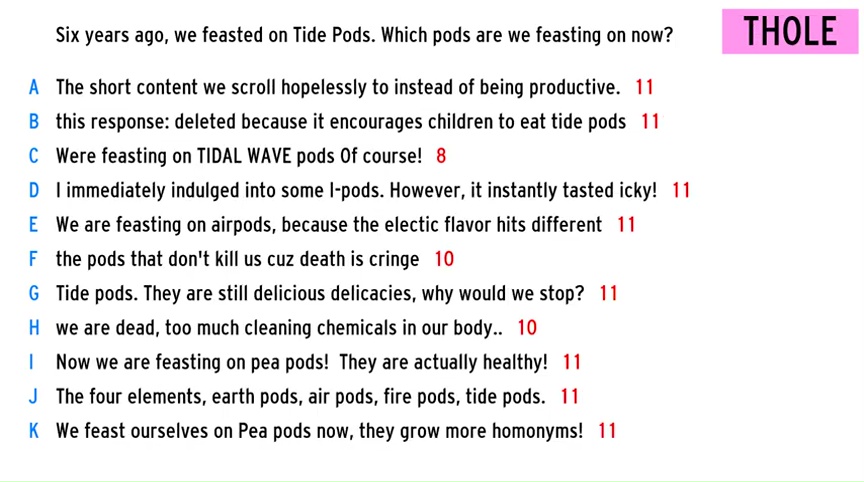 Six years ago, we feasted on Tide Pods. Which pods are we feasting on now? THOLE
A The short content we scroll hopelessly to instead of being productive. 11
B this response: deleted because it encourages children to eat tide pods 11
C Were feasting on TIDAL WAVE pods Of course! 8
D I immediately indulged into some I-pods. However, it instantly tasted icky! 11
E We are feasting on airpods, because the electic flavor hits different 11
F the pods that don't kill us cuz death is cringe 10
G Tide pods. They are still delicious delicacies, why would we stop? 11
H we are dead, too much cleaning chemicals in our body.. 10
I Now we are feasting on pea pods! They are actually healthy! 11
J The four elements, earth pods, air pods, fire pods, tide pods. 11
K We feast ourselves on Pea pods now, they grow more homonyms! 11